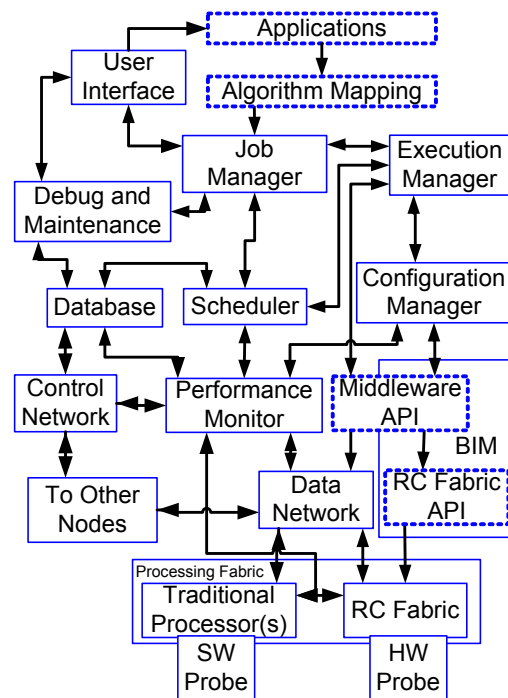 Applications
User
Interface
Algorithm Mapping
Job
Manager
Execution
Manager
Debug and
Maintenance
Database
Scheduler
Configuration
Manager
Control
Network
Performance
Monitor
Middleware
API
BIM
To Other
Nodes
Data
Network
RC Fabric
API
Processing Fabric
Traditional
Processor(s)
RC Fabric
SW
Probe
HW
Probe